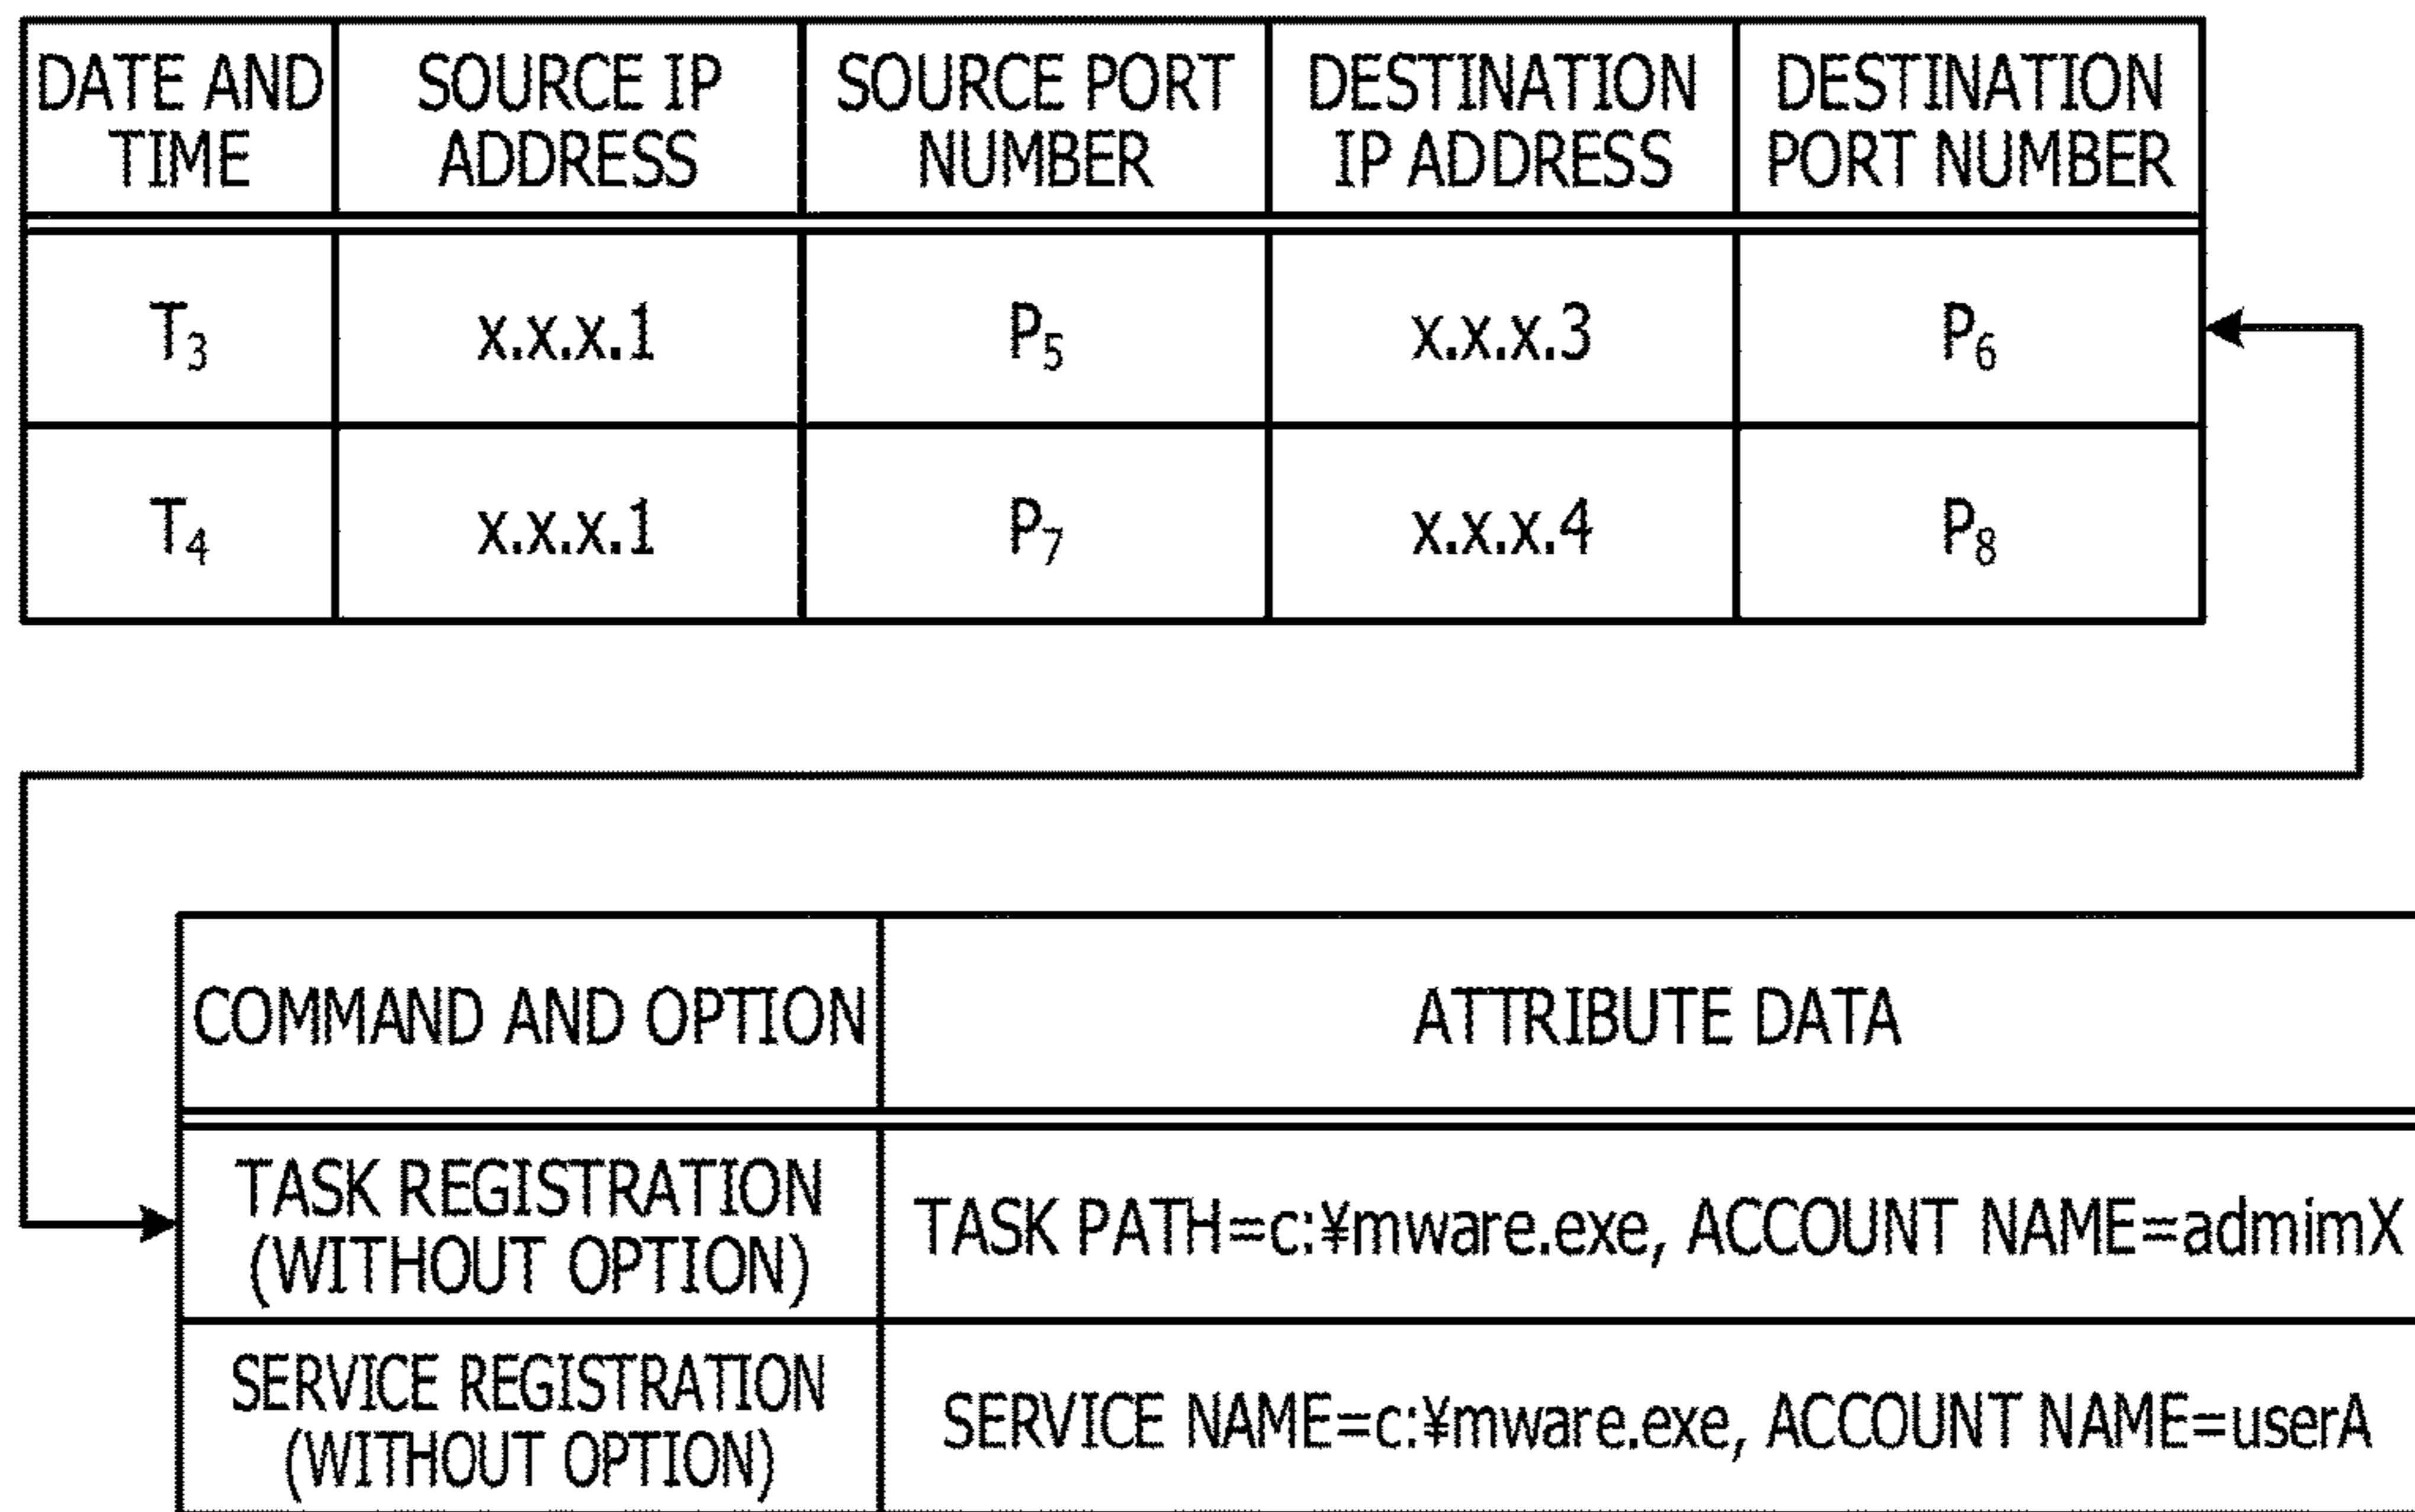 DATE AND TIME
SOURCE IP ADDRESS
SOURCE PORT NUMBER
DESTINATION IP ADDRESS
DESTINATION PORT NUMBER
T₃ x.x.x.1 P₅ x.x.x.3 P₆
T₄ x.x.x.1 P₇ x.x.x.4 P₈
COMMAND AND OPTION
ATTRIBUTE DATA
TASK REGISTRATION
(WITHOUT OPTION)
TASK PATH=c:¥mware.exe, ACCOUNT NAME=admimX
SERVICE REGISTRATION
(WITHOUT OPTION)
SERVICE NAME=c:¥mware.exe, ACCOUNT NAME=userA